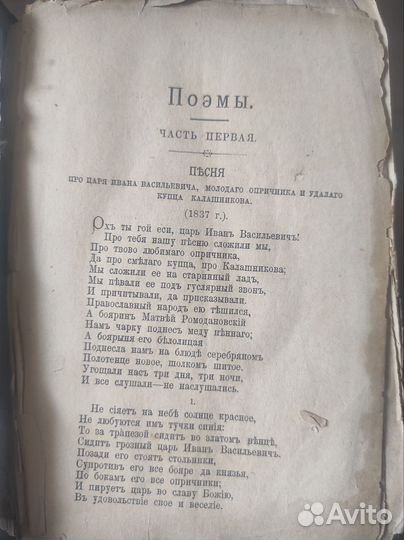 Поэмы.
ЧАСТЬ ПЕРВАЯ.
ПѢСНЯ
ПРО ЦАРЯ ИВАНА ВАСИЛЬЕВИЧА, МОЛОДАГО ОПРИЧНИКА И УДАЛАГО
КУПЦА КАЛАШНИКОВА.
(1837 г.).
Охъ ты гой еси, царь Иванъ Васильевичъ!
Про тебя нашу пѣсню сложили мы,
Про твово любимаго опричника,
Да про смѣлаго купца, про Калашникова;
Мы сложили ее на старинный ладъ,
Мы пѣвали ее подъ гуслярный звонъ,
И причитывали, да присказывали.
Православный народъ ею тѣшился,
А бояринъ Матвѣй Ромодановскій
Намъ чарку поднесъ меду пѣннаго;
А боярыня его бѣлолицая
Поднесла намъ на блюдѣ серебряномъ
Полотенце новое, шолкомъ шитое.
Угощали насъ три дня, три ночи,
И все слушали—не наслушались.
I.
Не сіяетъ на небѣ солнце красное,
Не любуются имъ тучки синія:
То за трапезой сидитъ во златомъ вѣнцѣ,
Сидитъ грозный царь Иванъ Васильевичъ.
Позади его стоятъ стольники,
Супротивъ его все бояре да князья,
По бокамъ его все опричники;
И пируетъ царь во славу Божію,
Въ удовольствіе свое и веселіе.
Avito